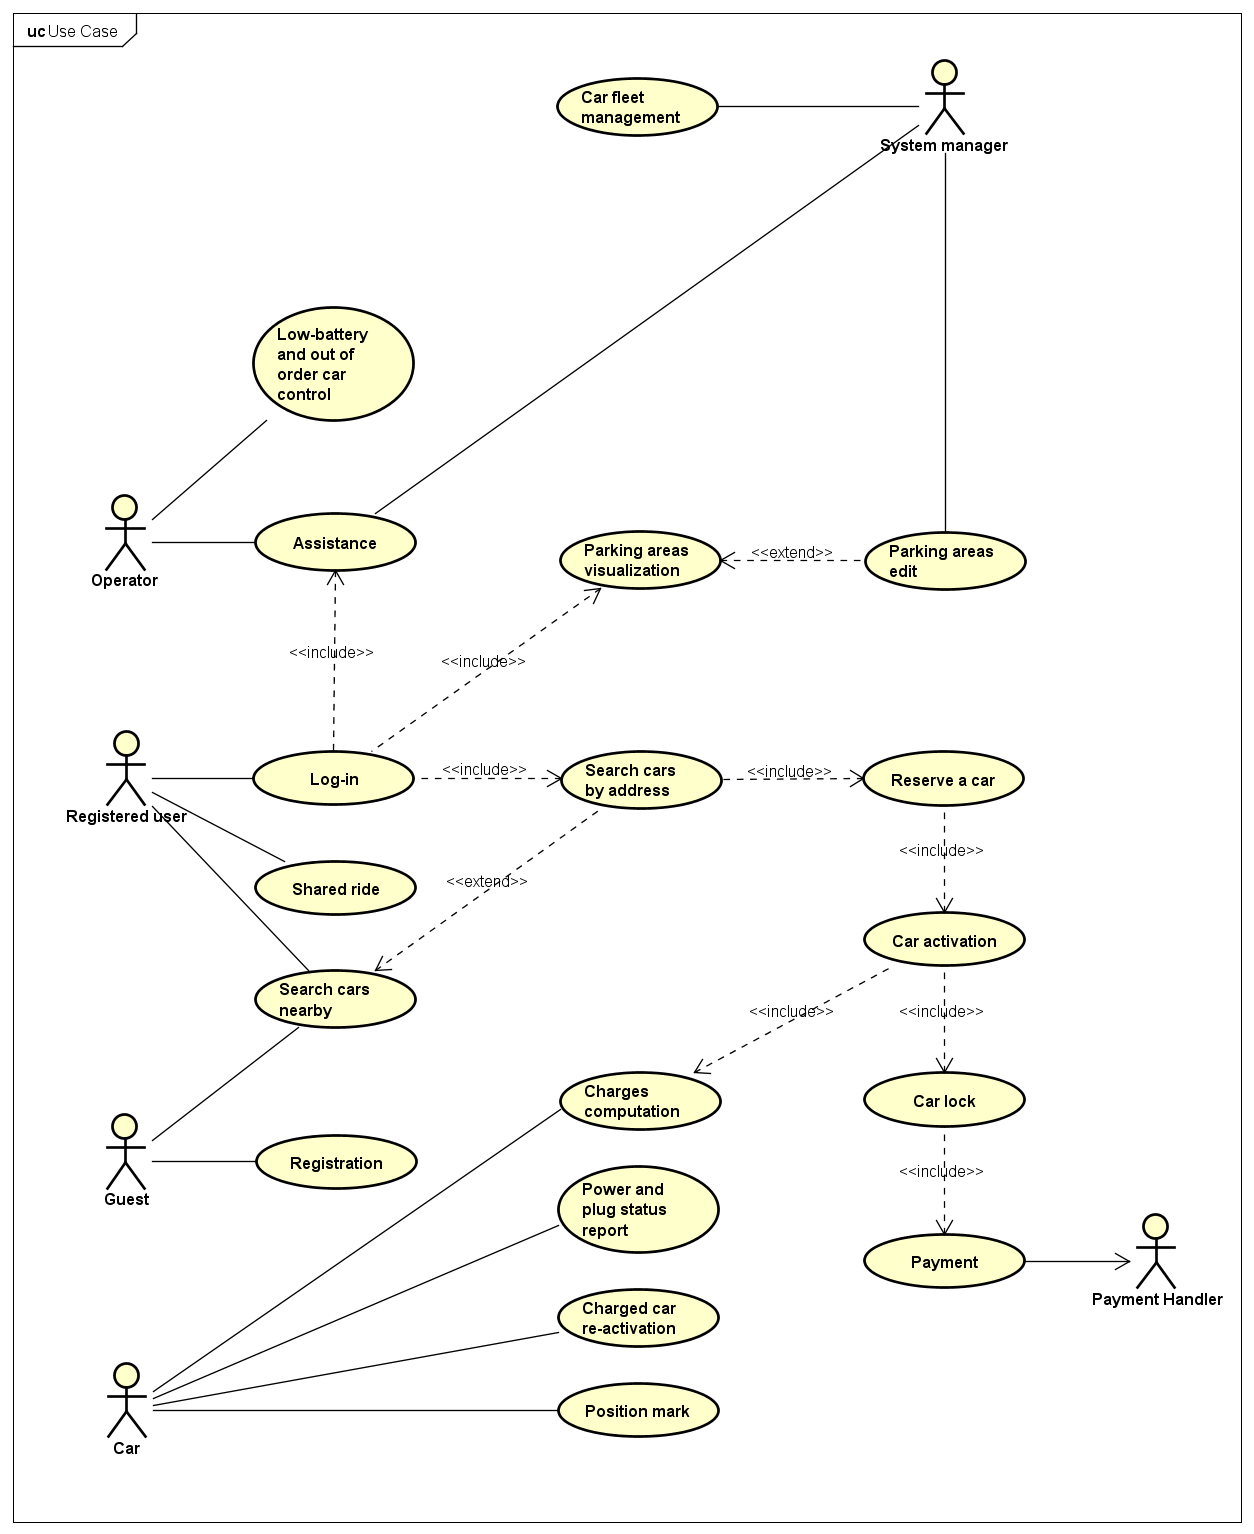 uc Use Case
Car fleet
management
System manager
Low-battery
and out of
order car
control
Operator
Assistance
Parking areas
visualization
<<extend>>
Parking areas
edit
<<include>>
<<include>>
Registered user
Log-in
<<include>>
Search cars
by address
<<include>>
Reserve a car
<<include>>
Shared ride
<<extend>>
Car activation
Search cars
nearby
<<include>>
<<include>>
Charges
computation
Car lock
Guest
Registration
<<include>>
Power and
plug status
report
Payment
Payment Handler
Charged car
re-activation
Car
Position mark